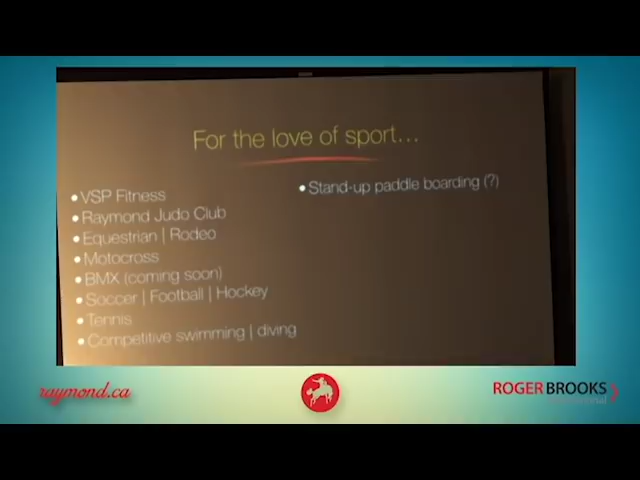 For the love of sport...
• VSP Fitness
• Raymond Judo Club
• Equestrian | Rodeo
• Motocross
• BMX (coming soon)
• Soccer | Football | Hockey
• Tennis
• Competitive swimming | diving
• Stand-up paddle boarding (?)
raymond.ca
ROGER BROOKS